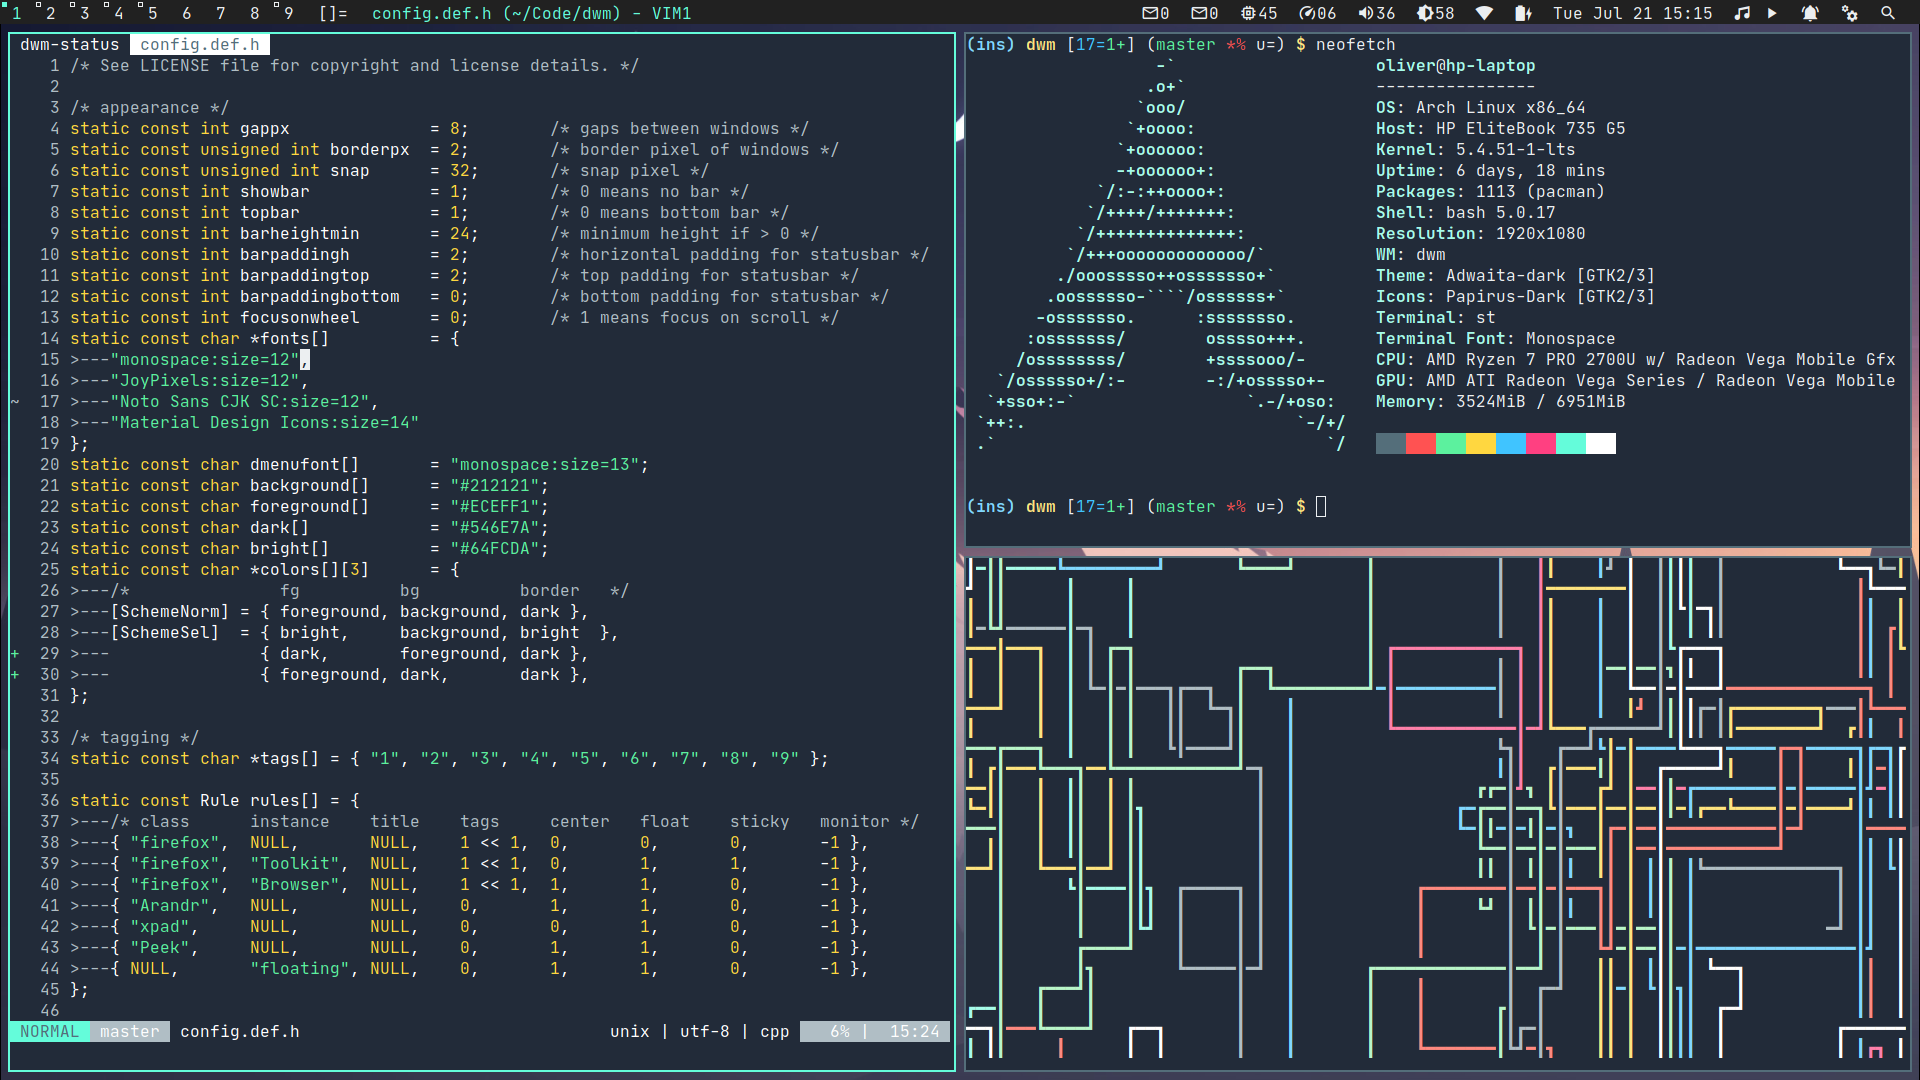 1 2 3 4 5 6 7 8 9 []= config.def.h (~/Code/dwm) - VIM1 0 0 45 06 36 58 Tue Jul 21 15:15
dwm-status config.def.h
1 /* See LICENSE file for copyright and license details. */
2
3 /* appearance */
4 static const int gappx              = 8;        /* gaps between windows */
5 static const unsigned int borderpx  = 2;        /* border pixel of windows */
6 static const unsigned int snap      = 32;       /* snap pixel */
7 static const int showbar            = 1;        /* 0 means no bar */
8 static const int topbar             = 1;        /* 0 means bottom bar */
9 static const int barheightmin       = 24;       /* minimum height if > 0 */
10 static const int barpaddingh        = 2;        /* horizontal padding for statusbar */
11 static const int barpaddingtop      = 2;        /* top padding for statusbar */
12 static const int barpaddingbottom   = 0;        /* bottom padding for statusbar */
13 static const int focusonwheel       = 0;        /* 1 means focus on scroll */
14 static const char *fonts[]          = {
15 >---"monospace:size=12",
16 >---"JoyPixels:size=12",
~ 17 >---"Noto Sans CJK SC:size=12",
18 >---"Material Design Icons:size=14"
19 };
20 static const char dmenufont[]       = "monospace:size=13";
21 static const char background[]      = "#212121";
22 static const char foreground[]      = "#ECEFF1";
23 static const char dark[]            = "#546E7A";
24 static const char bright[]          = "#64FCDA";
25 static const char *colors[][3]      = {
26 >---/*               fg          bg          border   */
27 >---[SchemeNorm] = { foreground, background, dark },
28 >---[SchemeSel]  = { bright,     background, bright  },
+ 29 >---               { dark,       foreground, dark },
+ 30 >---               { foreground, dark,       dark },
31 };
32
33 /* tagging */
34 static const char *tags[] = { "1", "2", "3", "4", "5", "6", "7", "8", "9" };
35
36 static const Rule rules[] = {
37 >---/* class      instance    title    tags     center   float    sticky   monitor */
38 >---{ "firefox",  NULL,       NULL,    1 << 1,  0,       0,       0,       -1 },
39 >---{ "firefox",  "Toolkit",  NULL,    1 << 1,  0,       1,       1,       -1 },
40 >---{ "firefox",  "Browser",  NULL,    1 << 1,  1,       1,       0,       -1 },
41 >---{ "Arandr",   NULL,       NULL,    0,       1,       1,       0,       -1 },
42 >---{ "xpad",     NULL,       NULL,    0,       0,       1,       0,       -1 },
43 >---{ "Peek",     NULL,       NULL,    0,       1,       1,       0,       -1 },
44 >---{ NULL,       "floating", NULL,    0,       1,       1,       0,       -1 },
45 };
46
NORMAL master config.def.h unix | utf-8 | cpp 6% | 15:24
(ins) dwm [17=1+] (master *% u=) $ neofetch
-`
.o+`
`ooo/
`+oooo:
`+oooooo:
-+oooooo+:
`/:-:++oooo+:
`/++++/+++++++:
`/++++++++++++++:
`/+++ooooooooooooo/`
./ooosssso++osssssso+`
.oossssso-````/ossssss+`
-osssssso.      :ssssssso.
:osssssss/        osssso+++.
/ossssssss/        +ssssooo/-
`/ossssso+/:-        -:/+osssso+-
`+sso+:-`                 `.-/+oso:
`++:.                           `-/+/
.`                                 `/
oliver@hp-laptop
----------------
OS: Arch Linux x86_64
Host: HP EliteBook 735 G5
Kernel: 5.4.51-1-lts
Uptime: 6 days, 18 mins
Packages: 1113 (pacman)
Shell: bash 5.0.17
Resolution: 1920x1080
WM: dwm
Theme: Adwaita-dark [GTK2/3]
Icons: Papirus-Dark [GTK2/3]
Terminal: st
Terminal Font: Monospace
CPU: AMD Ryzen 7 PRO 2700U w/ Radeon Vega Mobile Gfx
GPU: AMD ATI Radeon Vega Series / Radeon Vega Mobile
Memory: 3524MiB / 6951MiB
(ins) dwm [17=1+] (master *% u=) $